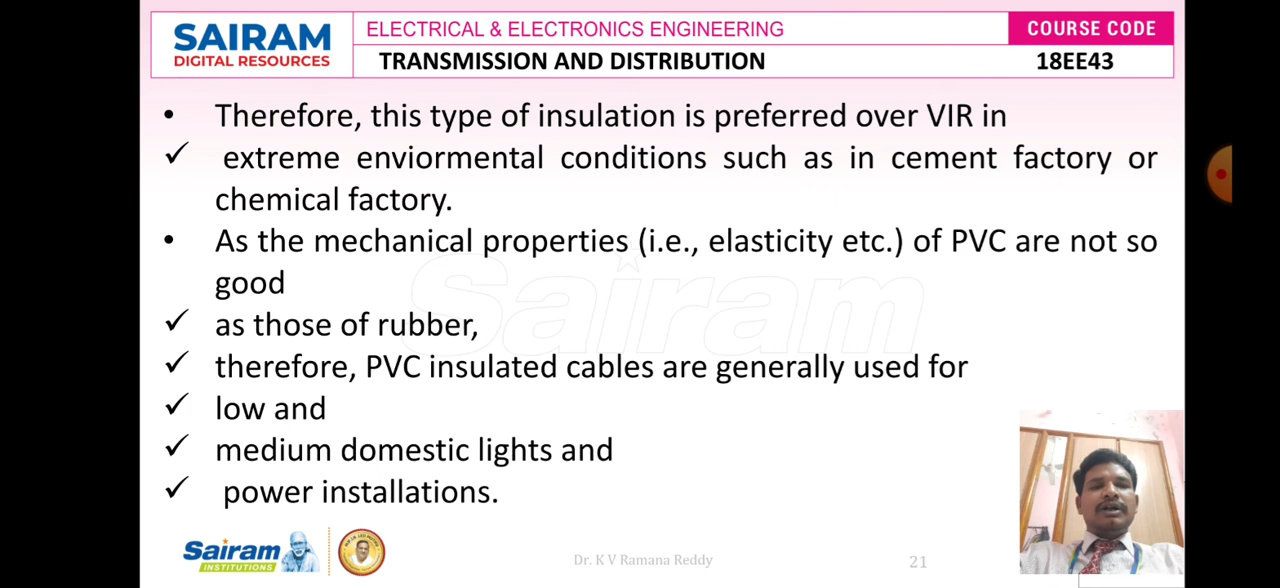 SAIRAM
DIGITAL RESOURCES
ELECTRICAL & ELECTRONICS ENGINEERING
COURSE CODE
TRANSMISSION AND DISTRIBUTION
18EE43
• Therefore, this type of insulation is preferred over VIR in
✓ extreme enviormental conditions such as in cement factory or
chemical factory.
• As the mechanical properties (i.e., elasticity etc.) of PVC are not so
good
✓ as those of rubber,
✓ therefore, PVC insulated cables are generally used for
✓ low and
✓ medium domestic lights and
✓ power installations.
Sairam
Sairam
INSTITUTIONS
Dr. K V Ramana Reddy
21